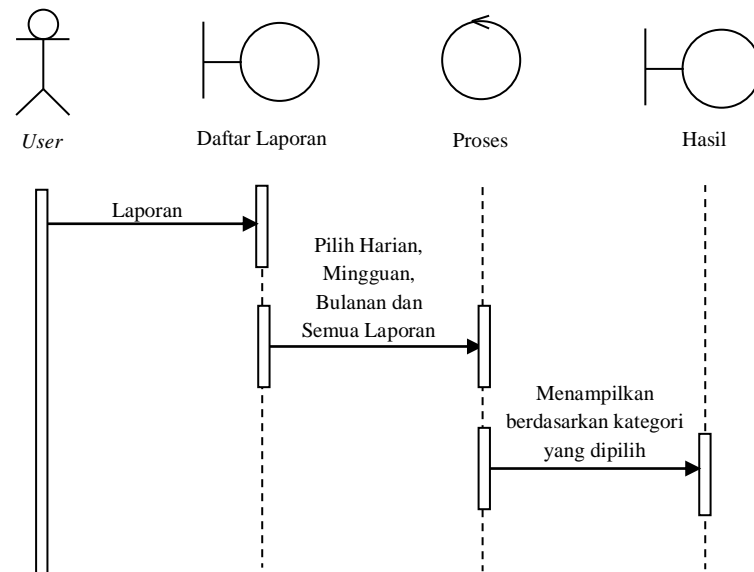 User
Daftar Laporan
Proses
Hasil
Laporan
Pilih Harian,
Mingguan,
Bulanan dan
Semua Laporan
Menampilkan
berdasarkan kategori
yang dipilih